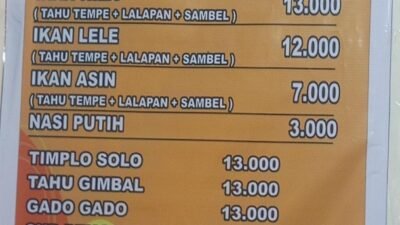 13.000
( TAHU TEMPE + LALAPAN + SAMBEL )
IKAN LELE 12.000
( TAHU TEMPE + LALAPAN + SAMBEL )
IKAN ASIN 7.000
( TAHU TEMPE + LALAPAN + SAMBEL )
NASI PUTIH 3.000
TIMPLO SOLO 13.000
TAHU GIMBAL 13.000
GADO GADO 13.000